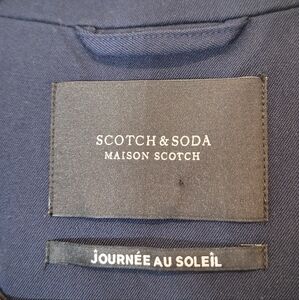 SCOTCH & SODA
MAISON SCOTCH
JOURNÉE AU SOLEIL